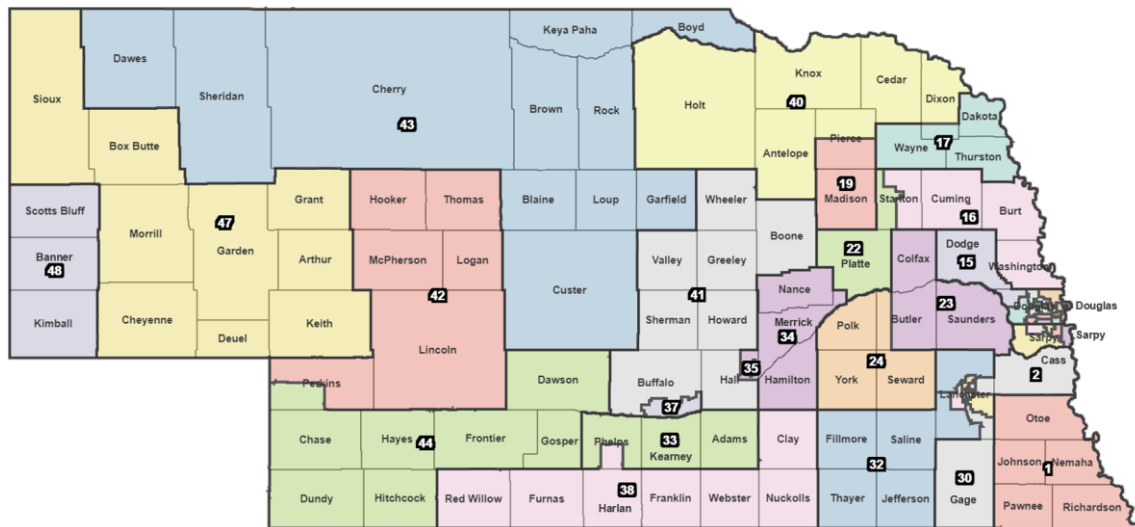 Keya Paha
Boyd
Dawes
Sheridan
Cherry
43
Brown
Rock
Holt
Knox
40
Cedar
Dixon
Sioux
Box Butte
Antelope
Pierce
Dakota
Wayne
17
Thurston
Scotts Bluff
Morrill
47
Garden
Grant
Hooker
Thomas
Blaine
Loup
Garfield
Wheeler
19
Madison
Stanton
Cuming
16
Burt
Boone
Banner
48
Arthur
McPherson
Logan
42
Valley
Greeley
41
22
Platte
Colfax
Dodge
15
Washington
Custer
Nance
Kimball
Cheyenne
Deuel
Keith
Lincoln
Sherman
Howard
Merrick
34
Polk
Butler
23
Saunders
Douglas
Douglas
Sarpy
Sarpy
Perkins
Dawson
Buffalo
37
Hall
35
Hamilton
24
York
Seward
Lancaster
Cass
2
Otoe
Chase
Hayes
44
Frontier
Gosper
Phelps
33
Kearney
Adams
Clay
Fillmore
Saline
32
30
Gage
Johnson
Nemaha
1
Dundy
Hitchcock
Red Willow
Furnas
38
Harlan
Franklin
Webster
Nuckolls
Thayer
Jefferson
Pawnee
Richardson